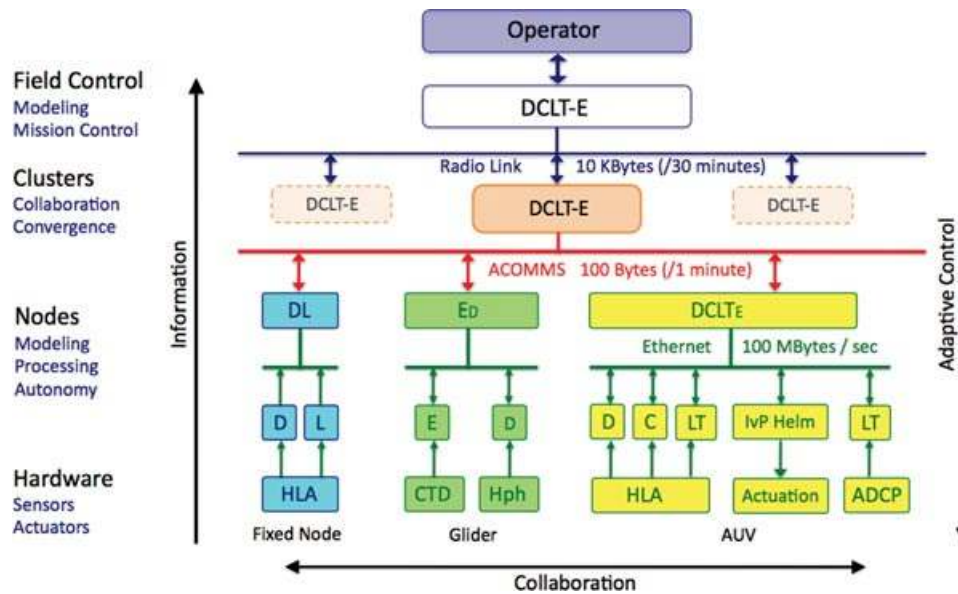 Operator
Field Control
Modeling
Mission Control
DCLT-E
Radio Link 10 KBytes (/30 minutes)
Clusters
Collaboration
Convergence
DCLT-E
DCLT-E
DCLT-E
ACOMMS 100 Bytes (/1 minute)
Information
Adaptive Control
Nodes
Modeling
Processing
Autonomy
DL
ED
DCLTE
Ethernet 100 MBytes / sec
D L E D D C LT IvP Helm LT
Hardware
Sensors
Actuators
HLA CTD Hph HLA Actuation ADCP
Fixed Node Glider AUV
Collaboration